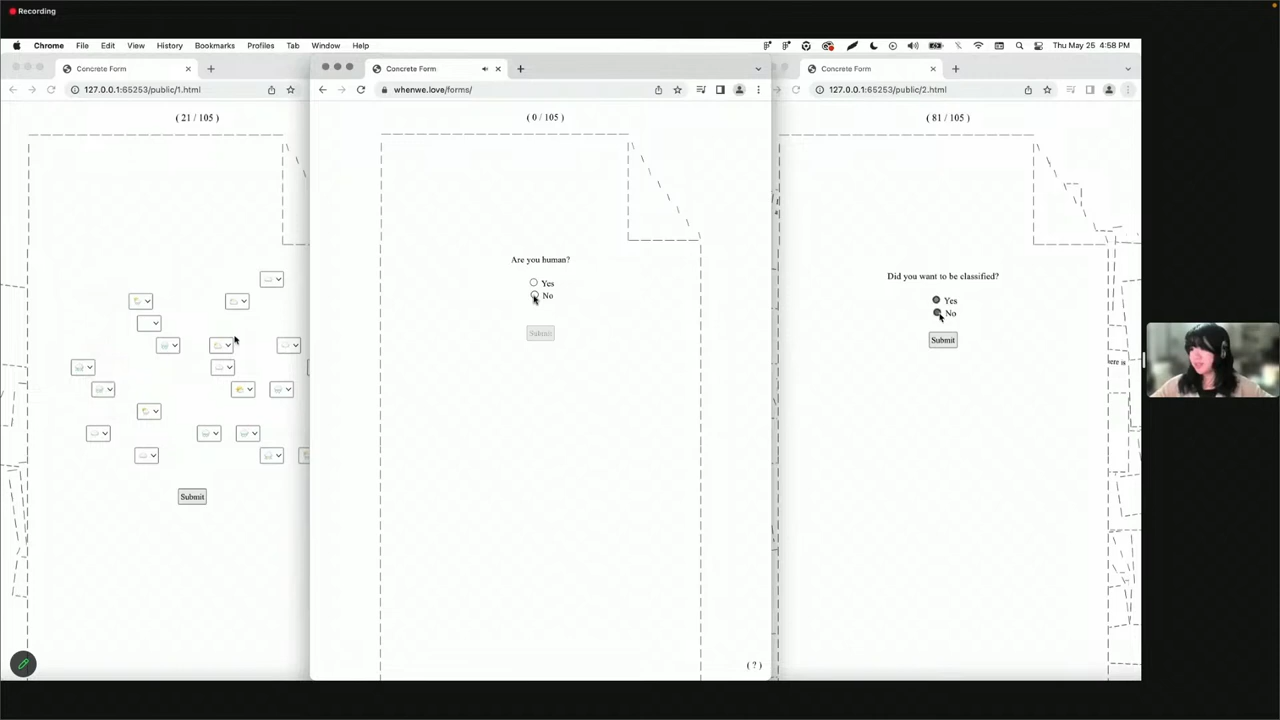 Recording
Chrome File Edit View History Bookmarks Profiles Tab Window Help Thu May 25 4:58 PM
Concrete Form
127.0.0.1:65253/public/1.html
( 21 / 105 )
Submit
Concrete Form
whenwe.love/forms/
( 0 / 105 )
Are you human?
Yes
No
Submit
( ? )
Concrete Form
127.0.0.1:65253/public/2.html
( 81 / 105 )
Did you want to be classified?
Yes
No
Submit